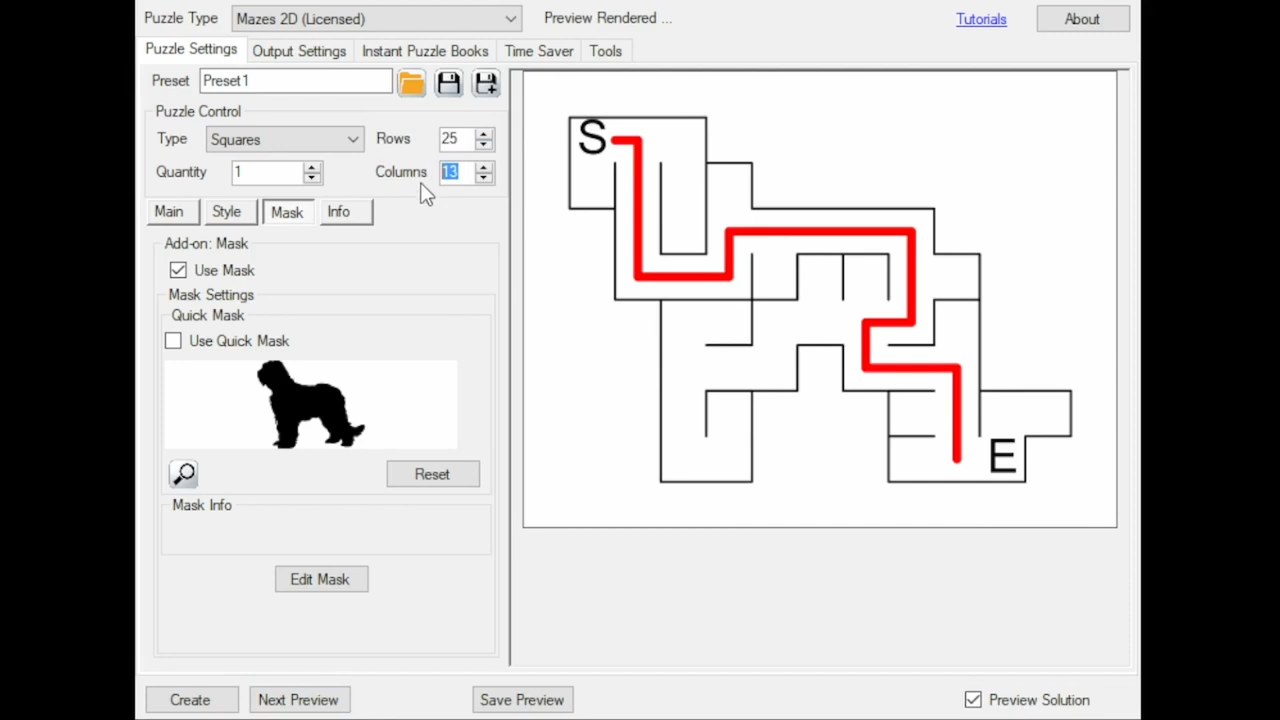 Puzzle Type Mazes 2D (Licensed) Preview Rendered ... Tutorials About
Puzzle Settings Output Settings Instant Puzzle Books Time Saver Tools
Preset Preset1
Puzzle Control
Type Squares Rows 25
Quantity 1 Columns 13
Main Style Mask Info
Add-on: Mask
Use Mask
Mask Settings
Quick Mask
Use Quick Mask
Reset
Mask Info
Edit Mask
S
E
Create Next Preview Save Preview Preview Solution